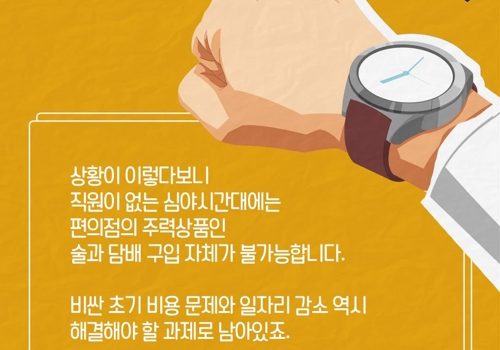 상황이 이렇다보니
직원이 없는 심야시간대에는
편의점의 주력상품인
술과 담배 구입 자체가 불가능합니다.
비싼 초기 비용 문제와 일자리 감소 역시
해결해야 할 과제로 남아있죠.